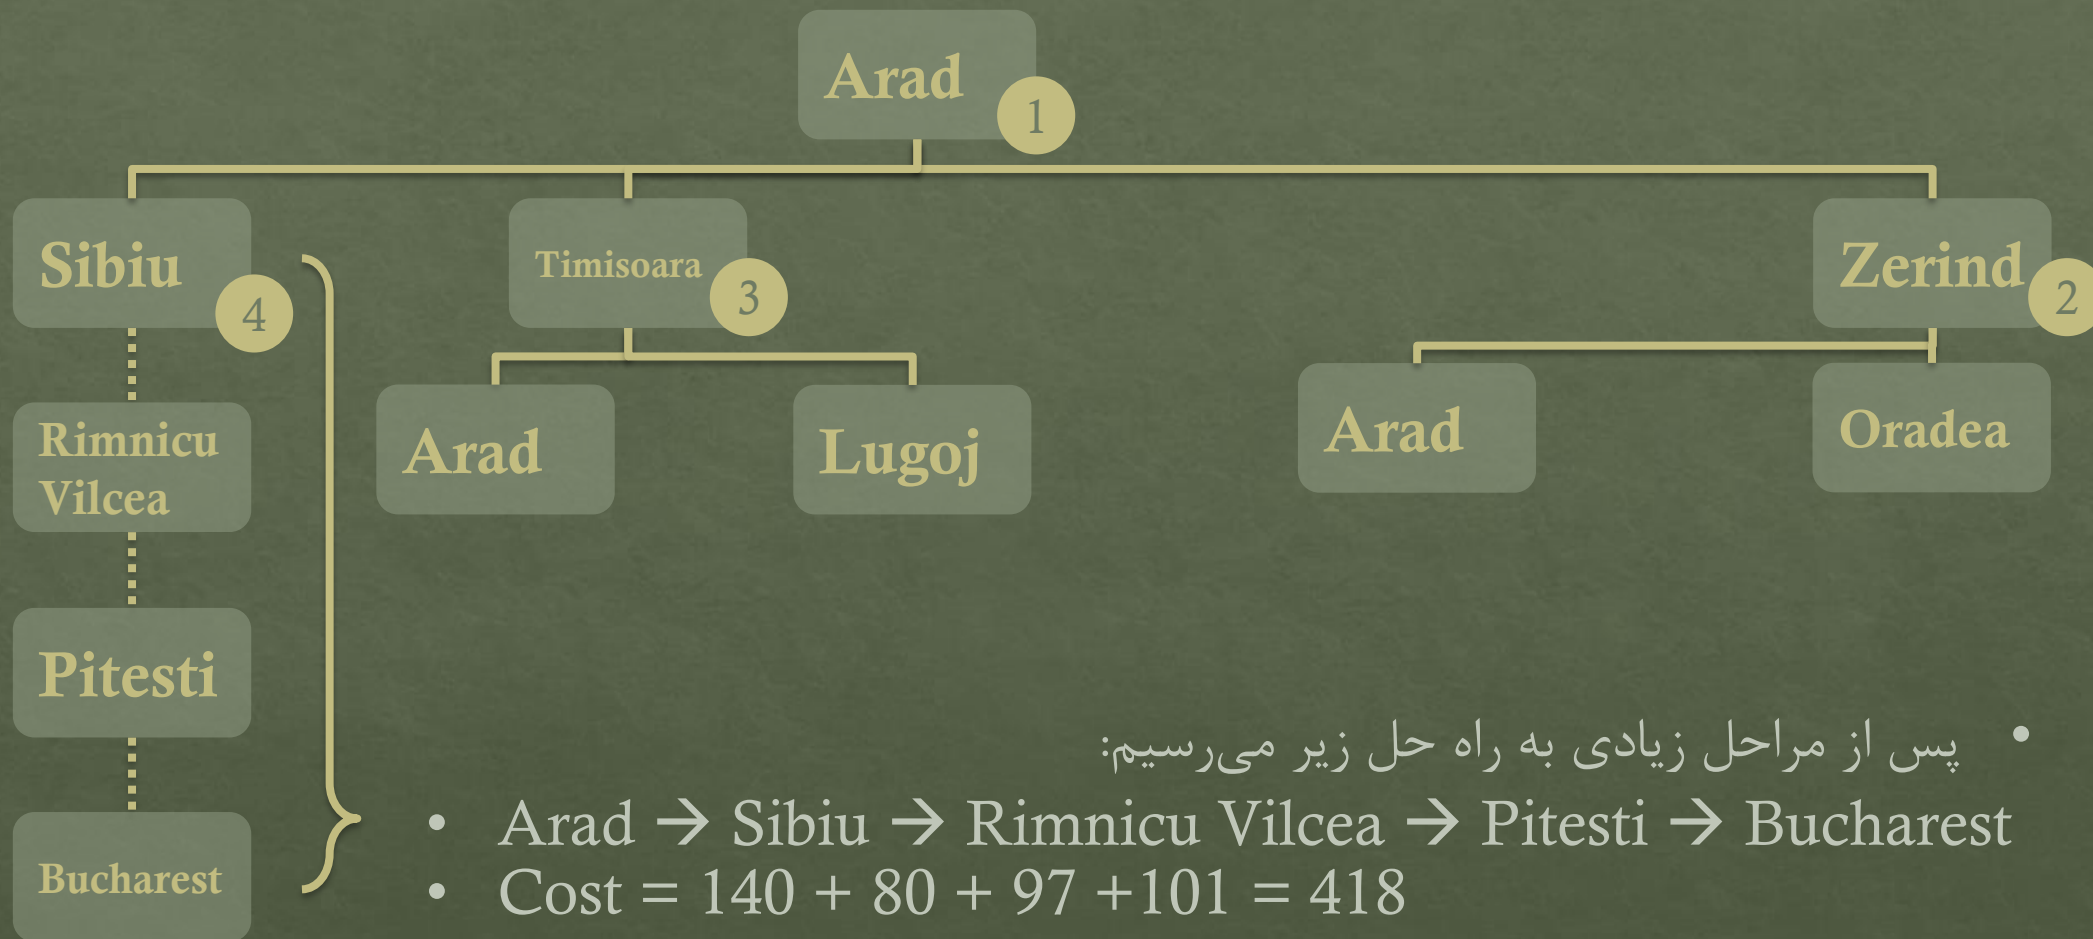 Arad
1
Sibiu
4
Timisoara
3
Zerind
2
Rimnicu
Vilcea
Arad
Lugoj
Arad
Oradea
Pitesti
Bucharest
• پس از مراحل زیادی به راه حل زیر می‌رسیم:
• Arad → Sibiu → Rimnicu Vilcea → Pitesti → Bucharest
• Cost = 140 + 80 + 97 +101 = 418